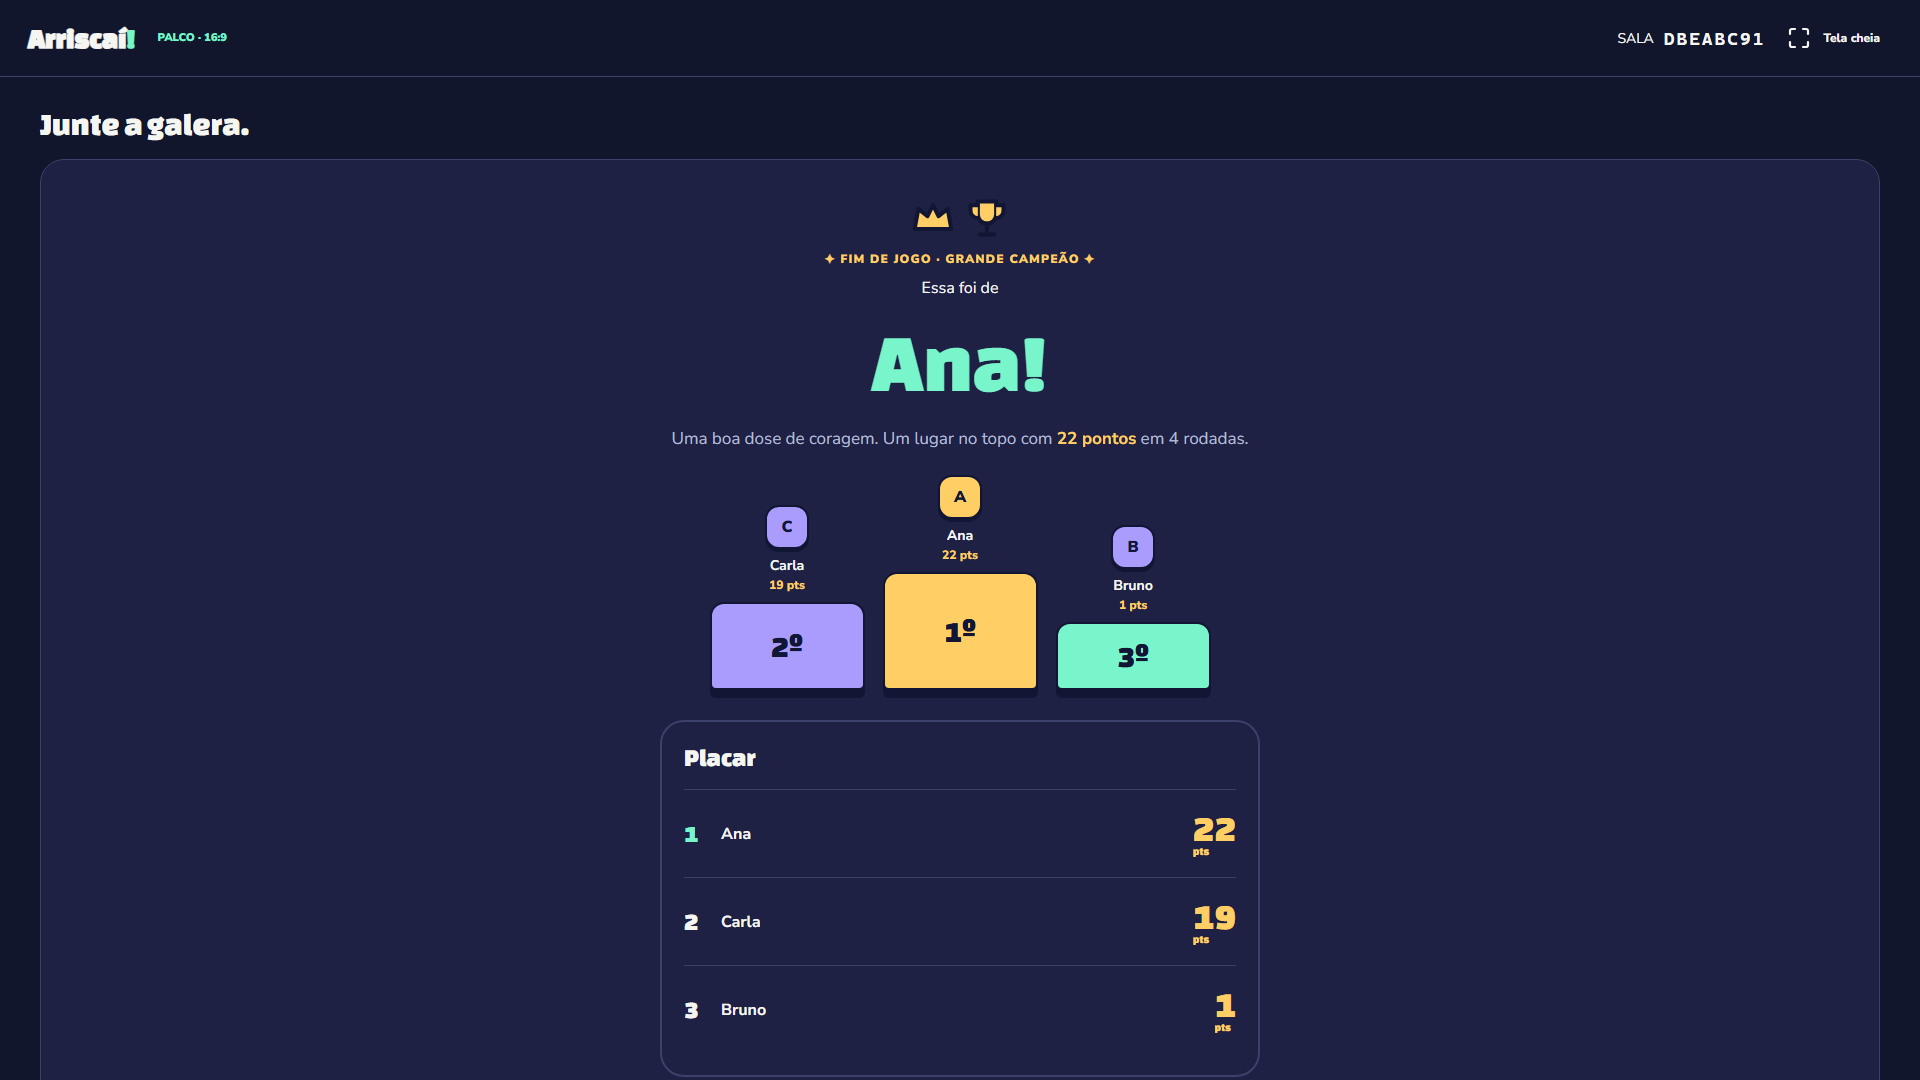 Arriscaí!
PALCO · 16:9
SALA DBEABC91
Tela cheia
Junte a galera.
✦ FIM DE JOGO · GRANDE CAMPEÃO ✦
Essa foi de
Ana!
Uma boa dose de coragem. Um lugar no topo com 22 pontos em 4 rodadas.
C
Carla
19 pts
2º
A
Ana
22 pts
1º
B
Bruno
1 pts
3º
Placar
1 Ana 22 pts
2 Carla 19 pts
3 Bruno 1 pts